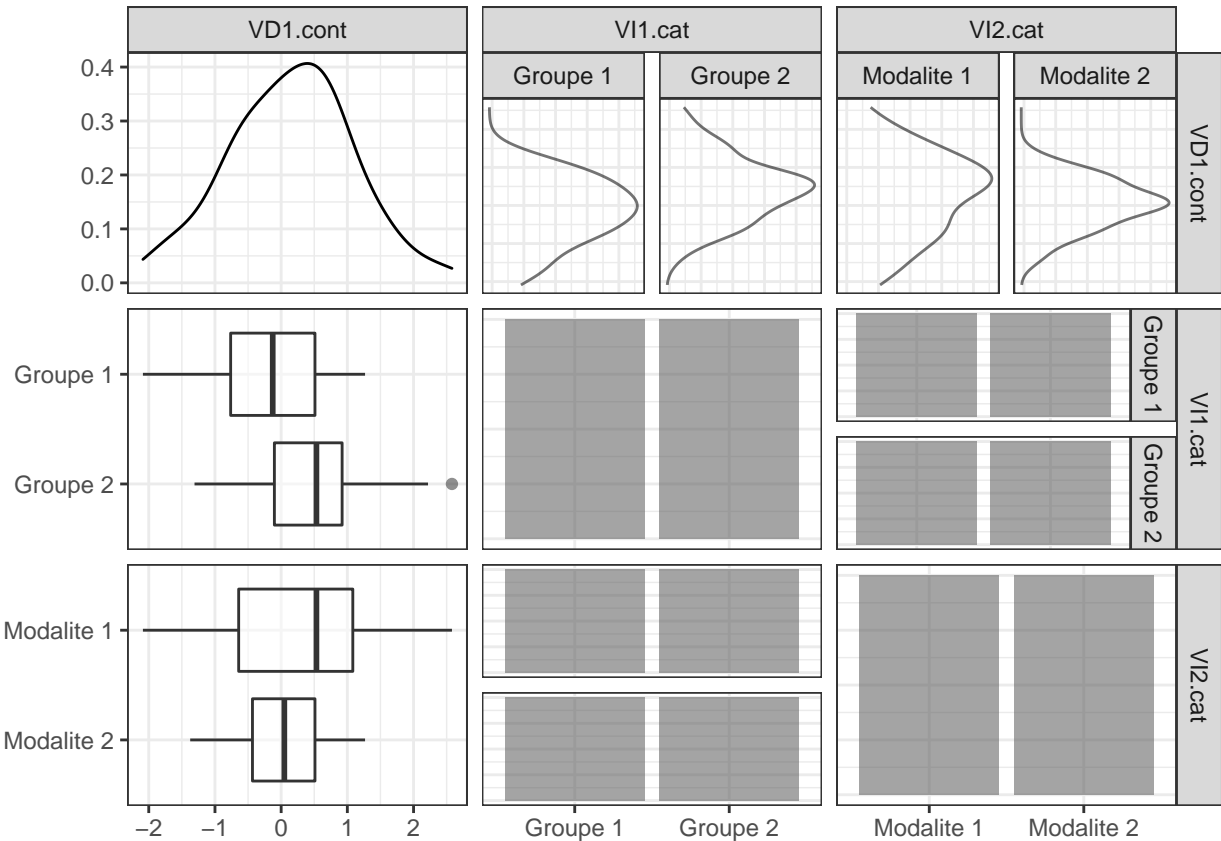 VD1.cont
VI1.cat
VI2.cat
Groupe 1
Groupe 2
Modalite 1
Modalite 2
VD1.cont
0.4
0.3
0.2
0.1
0.0
Groupe 1
Groupe 2
Groupe 1
Groupe 2
VI1.cat
Modalite 1
Modalite 2
VI2.cat
−2
−1
0
1
2
Groupe 1
Groupe 2
Modalite 1
Modalite 2